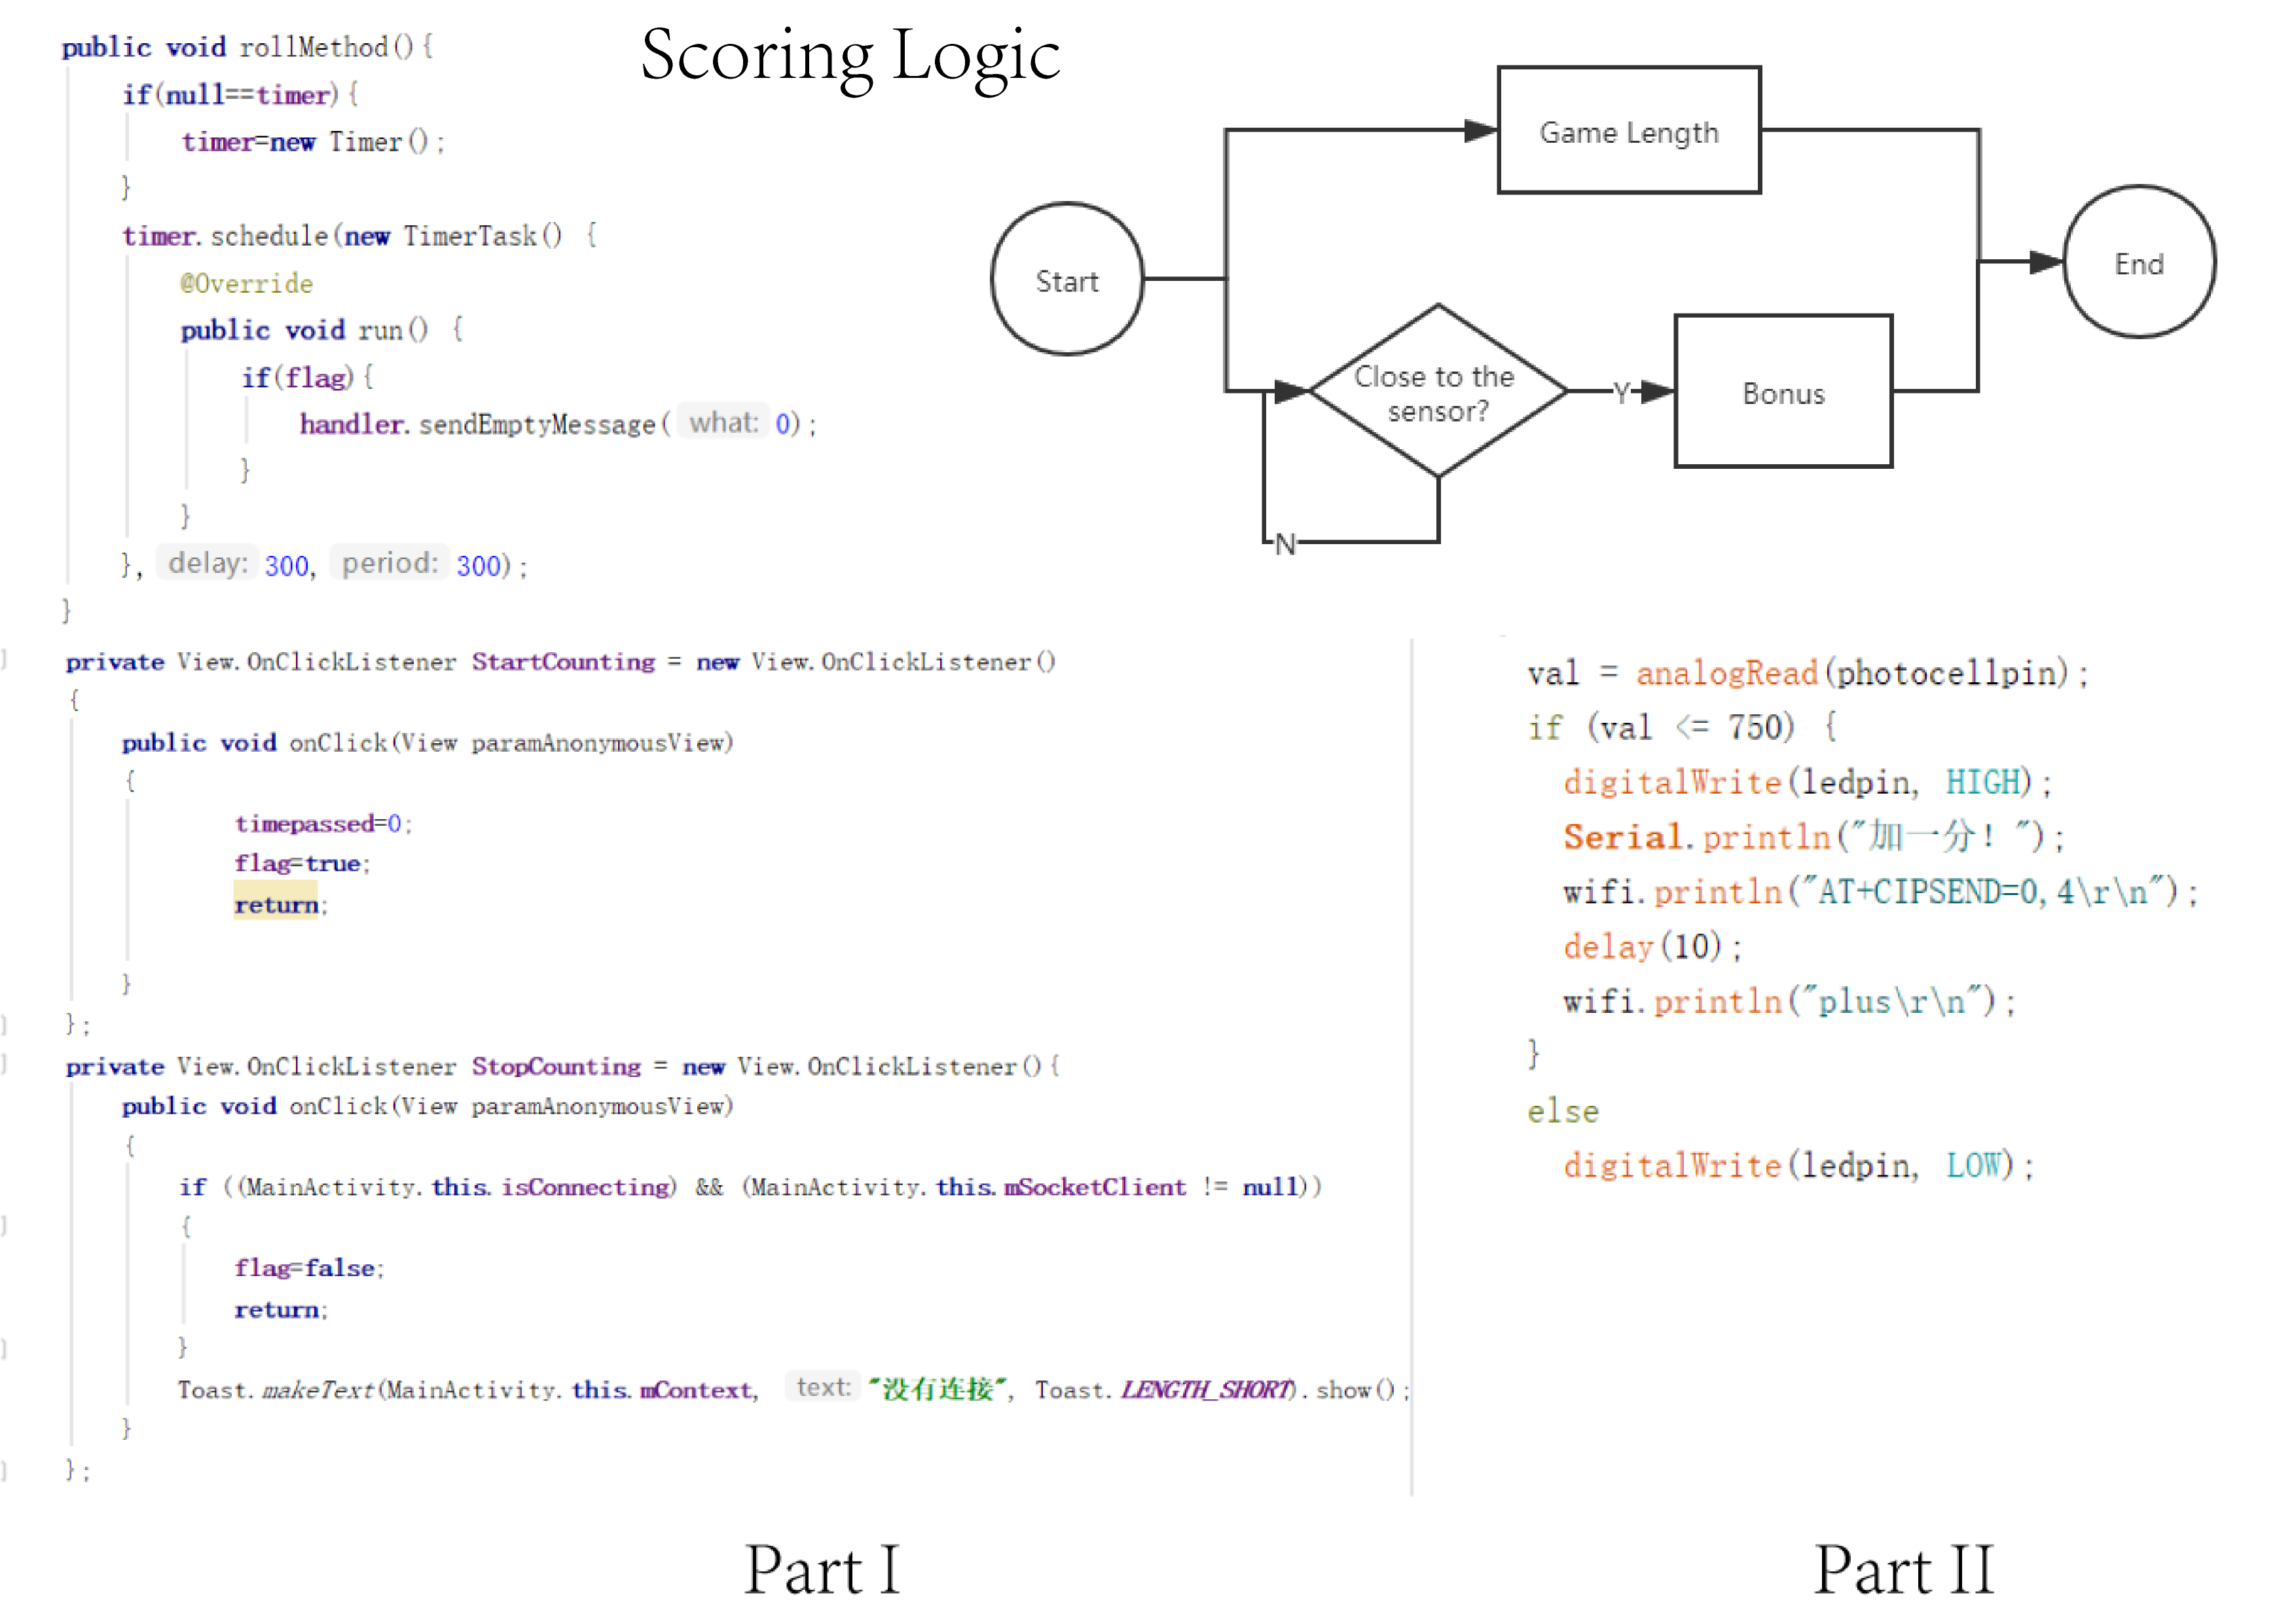 Scoring Logic
public void rollMethod(){
if(null==timer){
timer=new Timer();
}
timer.schedule(new TimerTask() {
@Override
public void run() {
if(flag){
handler.sendEmptyMessage( what: 0);
}
}
}, delay: 300, period: 300);
}
Start
Game Length
Close to the
sensor?
Y
N
Bonus
End
private View.OnClickListener StartCounting = new View.OnClickListener()
{
public void onClick(View paramAnonymousView)
{
timepassed=0;
flag=true;
return;
}
};
private View.OnClickListener StopCounting = new View.OnClickListener(){
public void onClick(View paramAnonymousView)
{
if ((MainActivity.this.isConnecting) && (MainActivity.this.mSocketClient != null))
{
flag=false;
return;
}
Toast.makeText(MainActivity.this.mContext, text: "没有连接", Toast.LENGTH_SHORT).show();
}
};
val = analogRead(photocellpin);
if (val <= 750) {
digitalWrite(ledpin, HIGH);
Serial.println("加一分! ");
wifi.println("AT+CIPSEND=0,4\r\n");
delay(10);
wifi.println("plus\r\n");
}
else
digitalWrite(ledpin, LOW);
Part I
Part II